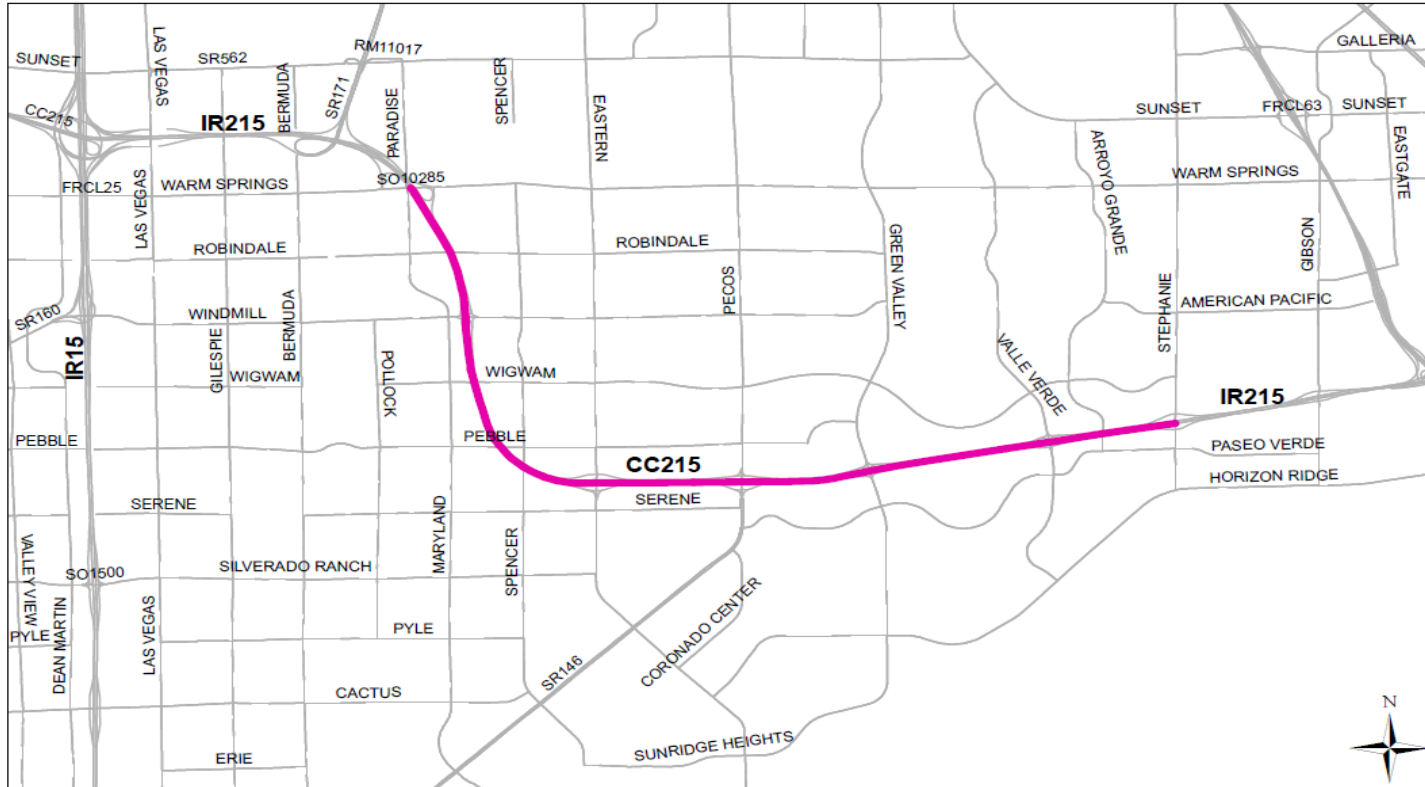 LAS VEGAS
RM11017
GALLERIA
SUNSET
SR562
BERMUDA
SR171
SPENCER
CC215
IR215
PARADISE
EASTERN
SUNSET
FRCL63
SUNSET
EASTGATE
ARROYO GRANDE
FRCL25
WARM SPRINGS
SO10285
WARM SPRINGS
LAS VEGAS
ROBINDALE
ROBINDALE
GREEN VALLEY
GIBSON
PECOS
STEPHANIE
AMERICAN PACIFIC
SR160
WINDMILL
BERMUDA
IR15
GILESPIE
WIGWAM
POLLOCK
WIGWAM
VALLE VERDE
IR215
PEBBLE
PEBBLE
PASEO VERDE
CC215
HORIZON RIDGE
SERENE
SERENE
MARYLAND
SPENCER
VALLEY VIEW
SO1500
SILVERADO RANCH
DEAN MARTIN
LAS VEGAS
PYLE
PYLE
CORONADO CENTER
SR146
CACTUS
N
SUNRIDGE HEIGHTS
ERIE